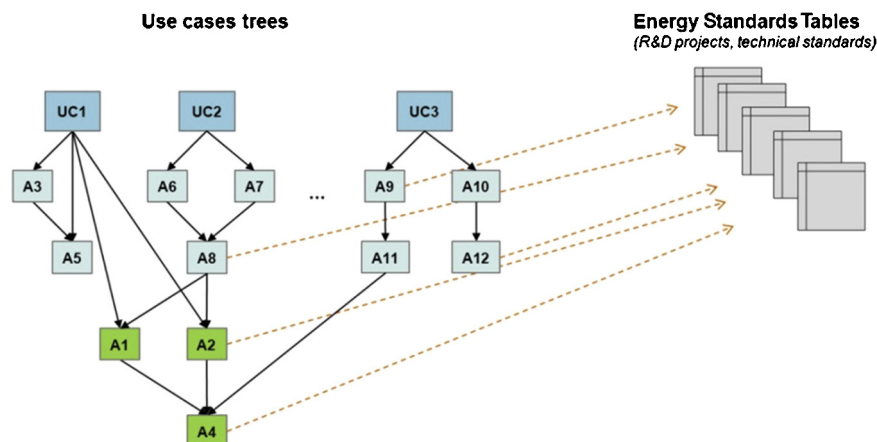 Use cases trees
Energy Standards Tables
(R&D projects, technical standards)
UC1
UC2
UC3
A3
A6
A7
...
A9
A10
A5
A8
A11
A12
A1
A2
A4